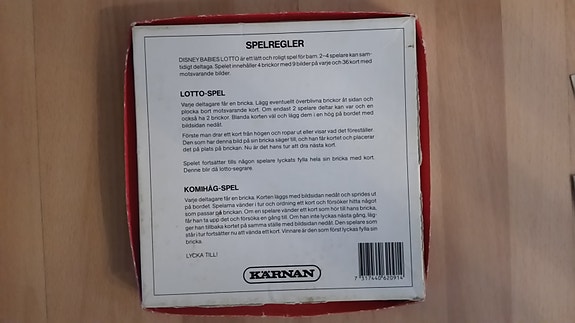 SPELREGLER
DISNEY BABIES LOTTO är ett lätt och roligt spel för barn. 2–4 spelare kan sam-
tidigt deltaga. Spelet innehåller 4 brickor med 9 bilder på varje och 36 kort med
motsvarande bilder.
LOTTO-SPEL
Varje deltagare får en bricka. Lägg eventuellt överblivna brickor åt sidan och
plocka bort motsvarande kort. Om endast 2 spelare deltar kan var och en
också ha 2 brickor. Blanda korten väl och lägg dem i en hög på bordet med
bildsidan nedåt.
Förste man drar ett kort från högen och ropar ut eller visar vad det föreställer.
Den som har denna bild på sin bricka säger till, och han får kortet och placerar
det på plats på brickan. Nu är det hens tur att dra nästa kort.
Spelet fortsätter tills någon spelare lyckats fylla hela sin bricka med kort.
Denne blir då lotto-segrare.
KOMIHÅG-SPEL
Varje deltagare får en bricka. Korten läggs med bildsidan nedåt och sprides ut
på bordet. Spelarna vänder i tur och ordning ett kort och försöker hitta något
som passar på brickan. Om en spelare vänder ett kort som hör till hans bricka,
får han ta upp det och försöka en gång till. Om han inte lyckas nästa gång, läg-
ger han tillbaka kortet på samma ställe med bildsidan nedåt. Den spelare som
står i tur fortsätter nu att vända ett kort. Vinnare är den som först lyckas fylla sin
bricka.
LYCKA TILL!
KÄRNAN
7 317440 620914